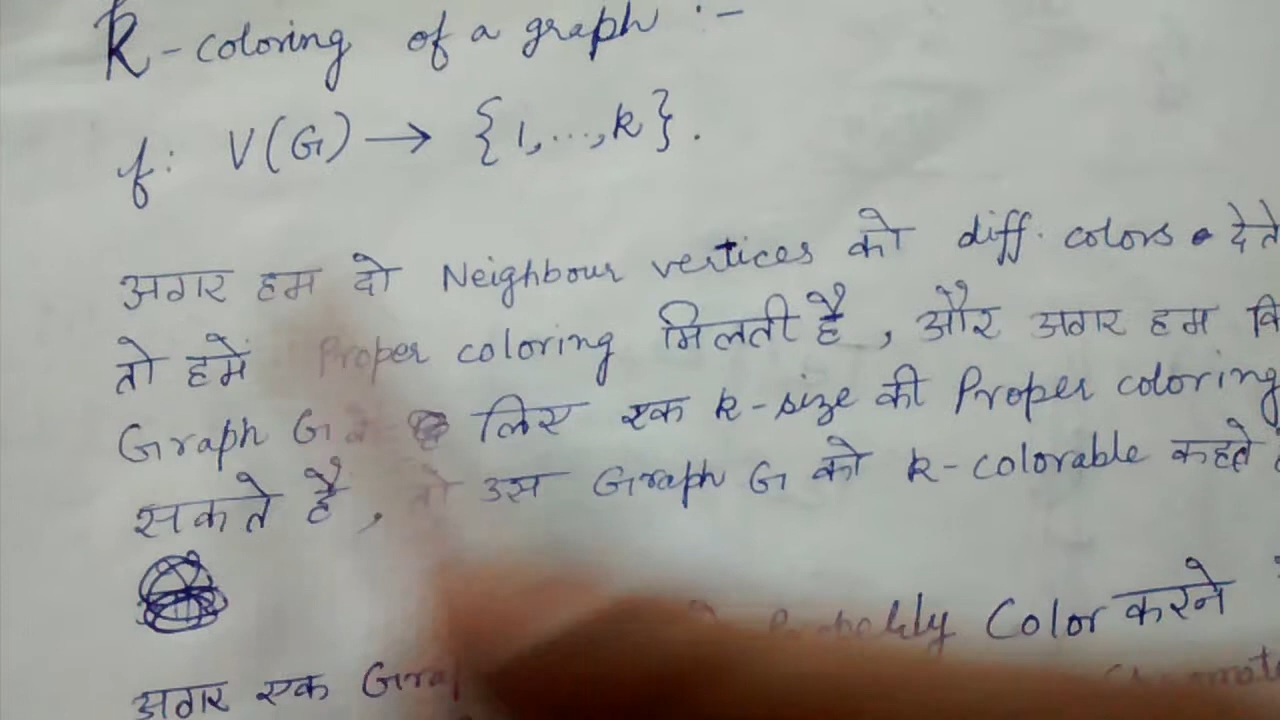 k-coloring of a graph :-
f: V(G) → {1,...,k}.
अगर हम दो Neighbour vertices को diff. colors देते
तो हमें Proper coloring मिलती है, और अगर हम
Graph G लिए एक k-size की Proper coloring
सकते है, तो उस Graph G को k-colorable कहते
Color करने
अगर एक